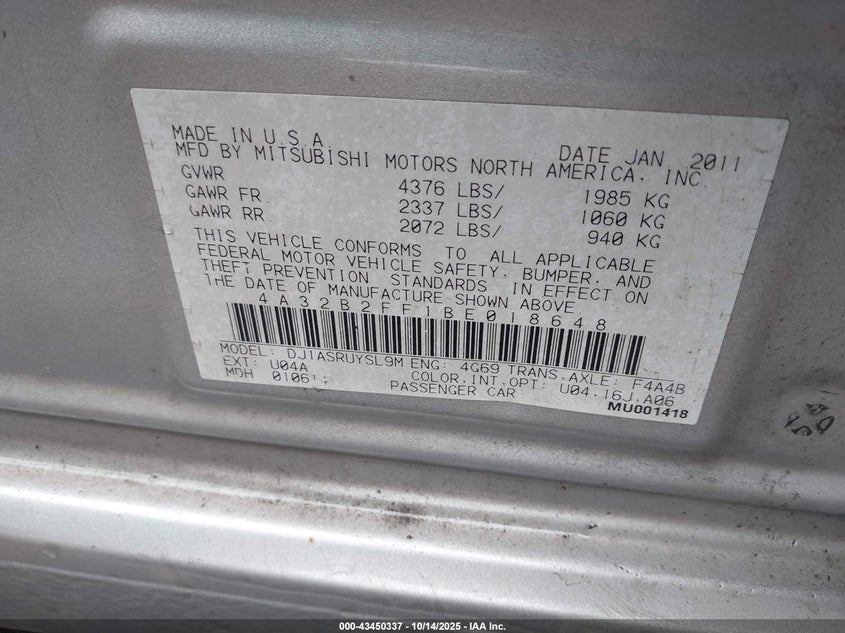 MADE IN U.S.A DATE JAN 2011
MFD BY MITSUBISHI MOTORS NORTH AMERICA, INC.
GVWR 4376 LBS/ 1985 KG
GAWR FR 2337 LBS/ 1060 KG
GAWR RR 2072 LBS/ 940 KG
THIS VEHICLE CONFORMS TO ALL APPLICABLE
FEDERAL MOTOR VEHICLE SAFETY, BUMPER, AND
THEFT PREVENTION STANDARDS IN EFFECT ON
THE DATE OF MANUFACTURE SHOWN ABOVE
4A32B2FF1BE018648
MODEL: DJ1ASRUYSL9M ENG: 4G69 TRANS.AXLE: F4A4B
EXT: U04A COLOR.INT.OPT: U04.16J.A06
MDH PASSENGER CAR
MU001418
000-43450337 - 10/14/2025 - IAA Inc.